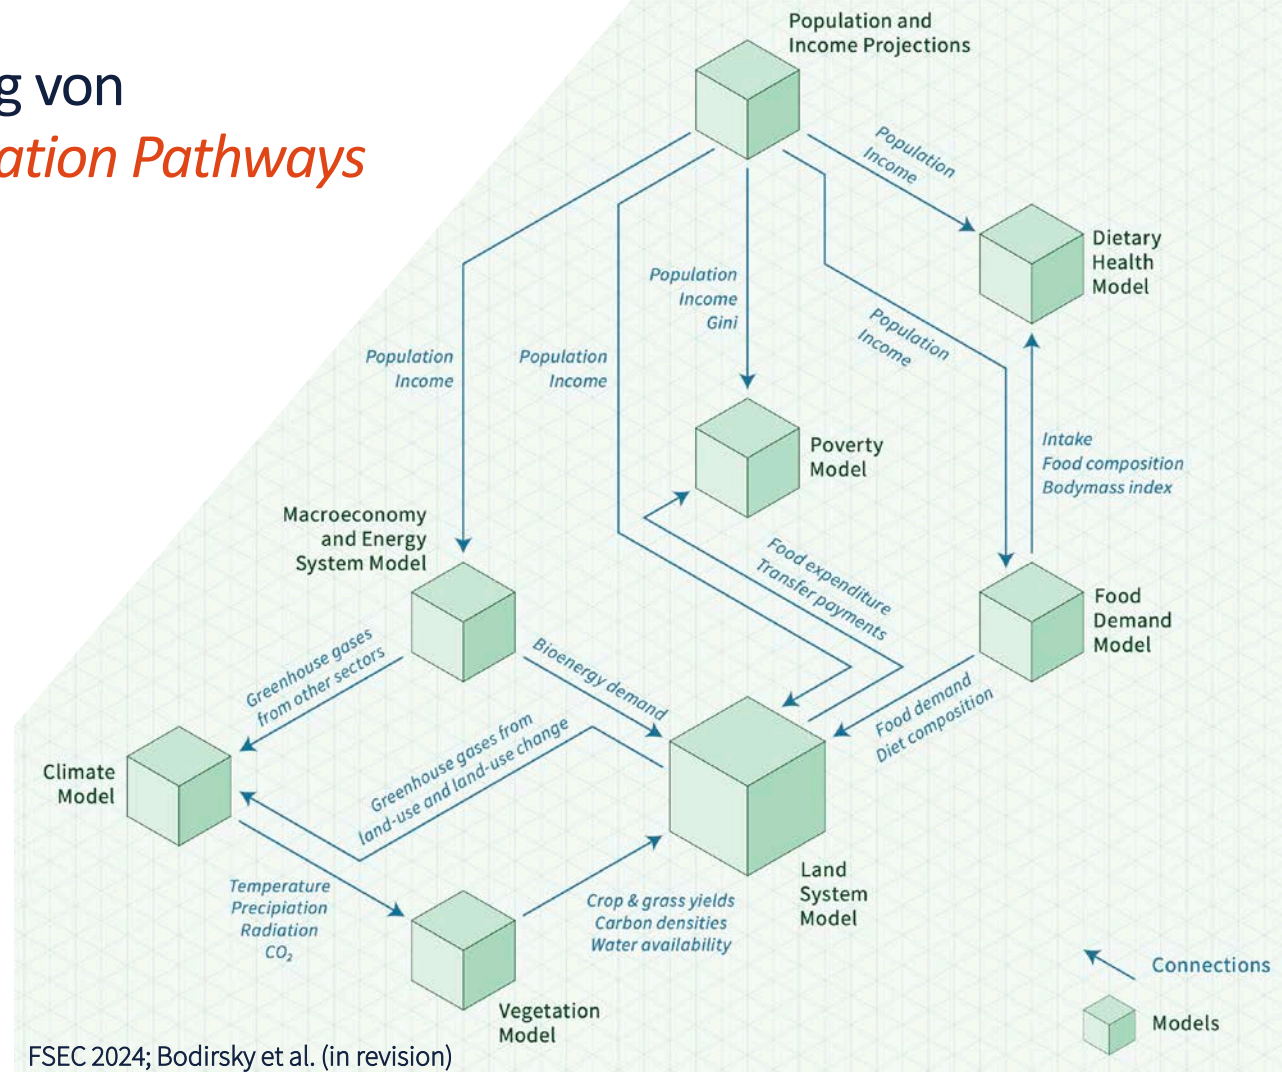 g von
ation Pathways
Population and
Income Projections
Population
Income
Dietary
Health
Model
Population
Income
Gini
Population
Income
Population
Income
Population
Income
Intake
Food composition
Bodymass index
Poverty
Model
Macroeconomy
and Energy
System Model
Food expenditure
Transfer payments
Food
Demand
Model
Greenhouse gases
from other sectors
Bioenergy demand
Food demand
Diet composition
Greenhouse gases from
land-use and land-use change
Climate
Model
Land
System
Model
Temperature
Precipiation
Radiation
CO₂
Crop & grass yields
Carbon densities
Water availability
Vegetation
Model
Connections
Models
FSEC 2024; Bodirsky et al. (in revision)